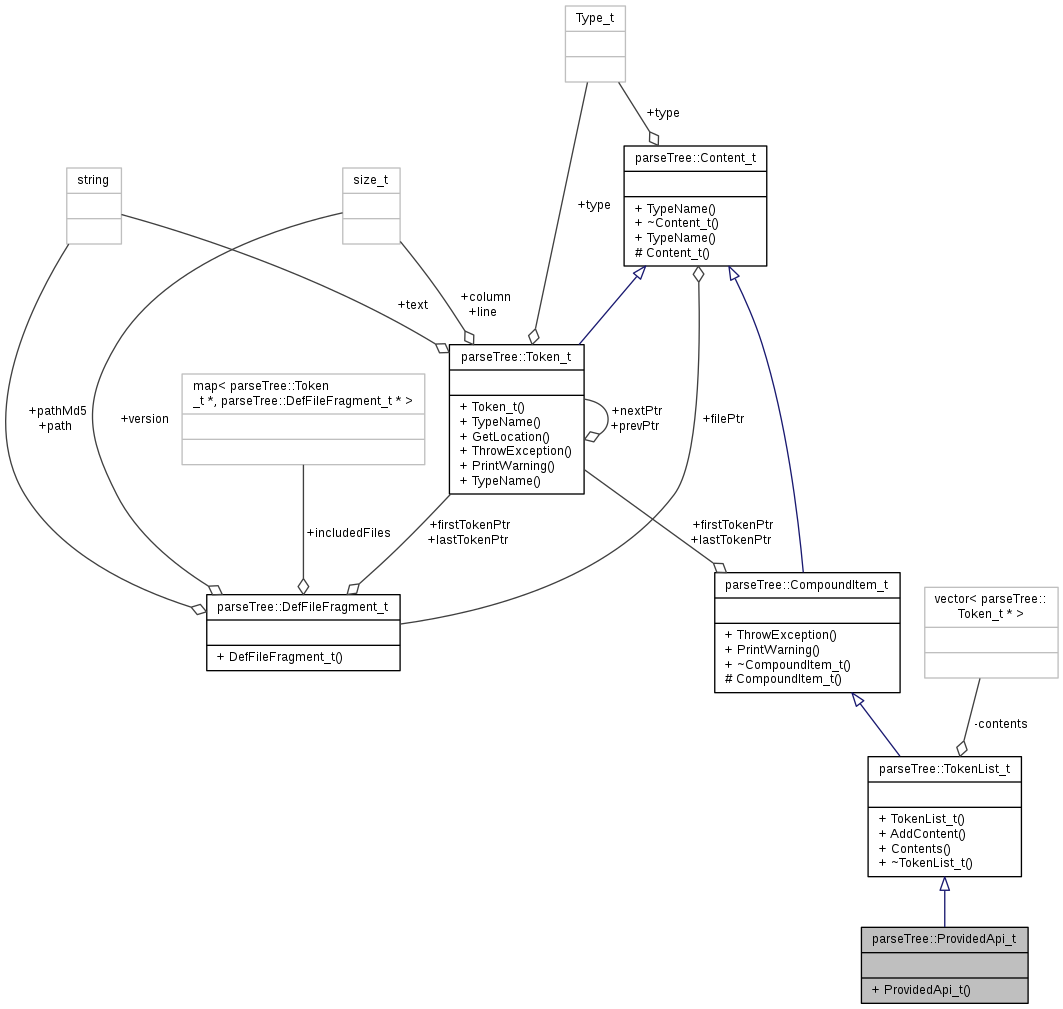 Type_t
+type
parseTree::Content_t
+ TypeName()
+ ~Content_t()
+ TypeName()
# Content_t()
string
size_t
+type
+text
+column
+line
parseTree::Token_t
+ Token_t()
+ TypeName()
+ GetLocation()
+ ThrowException()
+ PrintWarning()
+ TypeName()
map< parseTree::Token
_t *, parseTree::DefFileFragment_t * >
+pathMd5
+path
+version
+nextPtr
+prevPtr
+filePtr
+includedFiles
+firstTokenPtr
+lastTokenPtr
+firstTokenPtr
+lastTokenPtr
parseTree::DefFileFragment_t
+ DefFileFragment_t()
parseTree::CompoundItem_t
+ ThrowException()
+ PrintWarning()
+ ~CompoundItem_t()
# CompoundItem_t()
vector< parseTree::
Token_t * >
-contents
parseTree::TokenList_t
+ TokenList_t()
+ AddContent()
+ Contents()
+ ~TokenList_t()
parseTree::ProvidedApi_t
+ ProvidedApi_t()